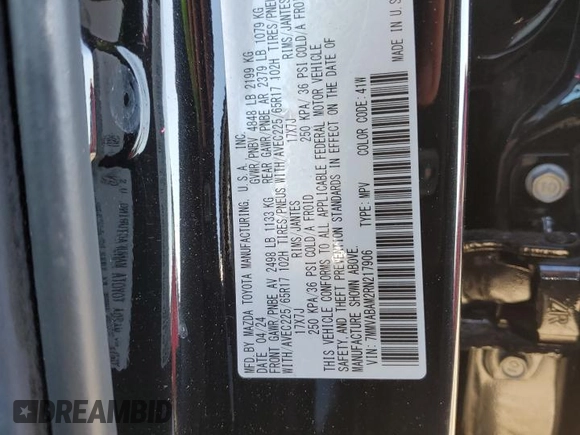 MFD. BY MAZDA TOYOTA MANUFACTURING, U.S.A., INC.
DATE: 04/24 GVWR/PNBV 4848 LB 2199 KG
FRONT GAWR/PNBE AV 2498 LB 1133 KG REAR GAWR/PNBE AR 2379 LB 1079 KG
WITH/AVEC225/65R17 102H TIRES/PNEUS WITH/AVEC225/65R17 102H TIRES/PNEU
17X7J RIMS/JANTES 17X7J RIMS/JANTES
250 KPA/36 PSI COLD/A FROID 250 KPA/ 36 PSI COLD/A FROI
THIS VEHICLE CONFORMS TO ALL APPLICABLE FEDERAL MOTOR VEHICLE
SAFETY, AND THEFT PREVENTION STANDARDS IN EFFECT ON THE DATE OF
MANUFACTURE SHOWN ABOVE.
VIN: 7MMVABAM2RN217906 TYPE: MPV
COLOR CODE: 41W MADE IN U.S
DREAMBID